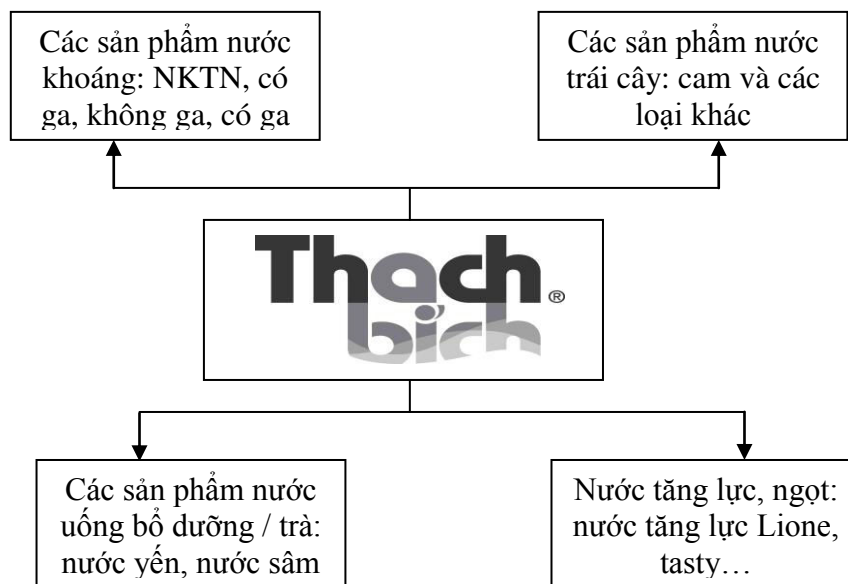 Các sản phẩm nước
khoáng: NKTN, có
ga, không ga, có ga
Các sản phẩm nước
trái cây: cam và các
loại khác
Thạch ®
bích
Các sản phẩm nước
uống bổ dưỡng / trà:
nước yến, nước sâm
Nước tăng lực, ngọt:
nước tăng lực Lione,
tasty…